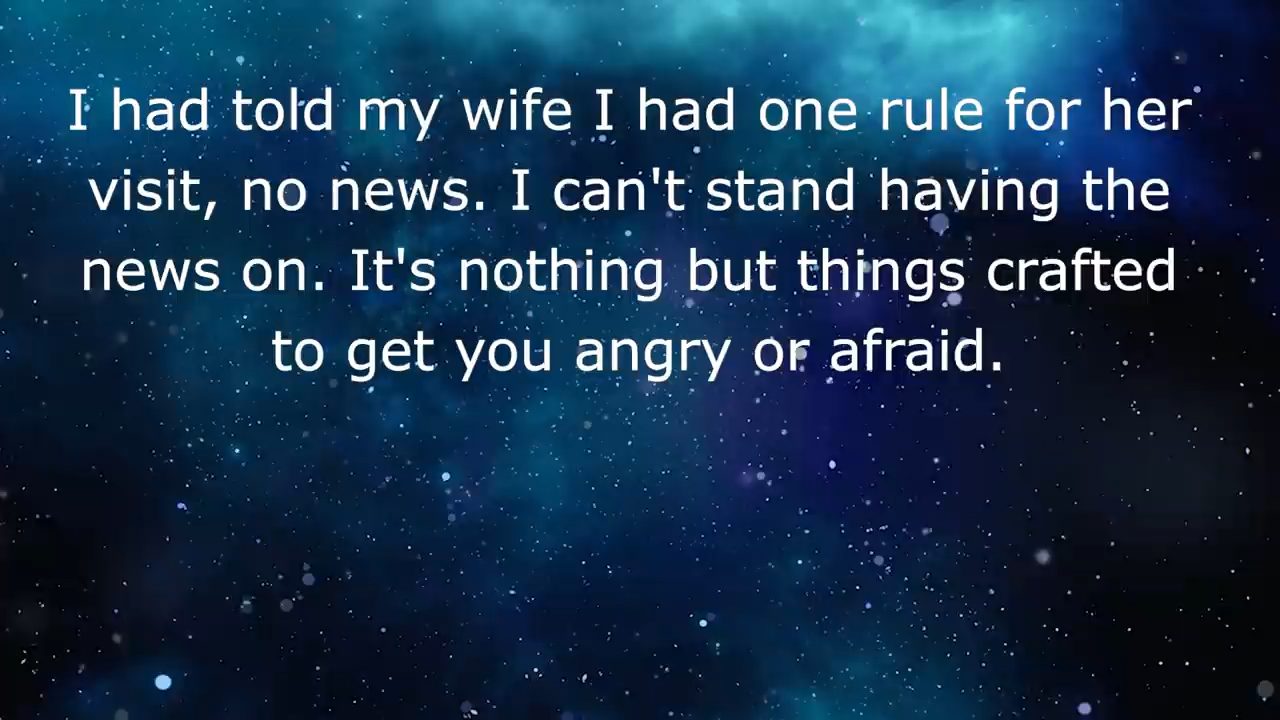 I had told my wife I had one rule for her
visit, no news. I can't stand having the
news on. It's nothing but things crafted
to get you angry or afraid.